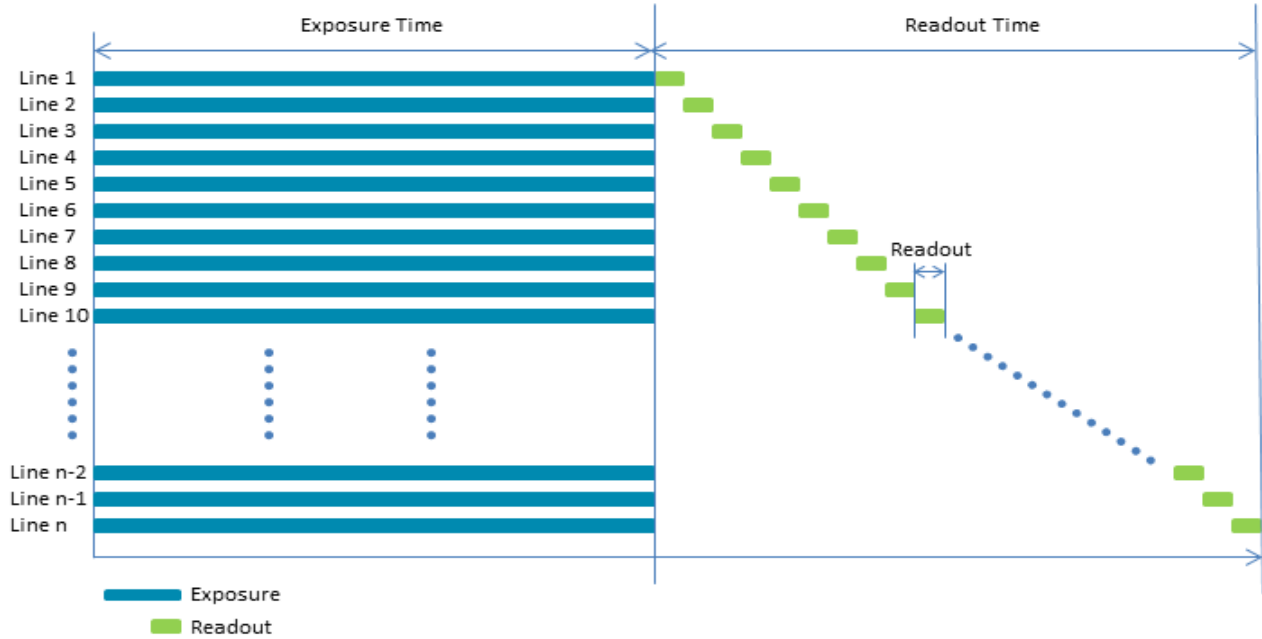 Exposure Time
Readout Time
Line 1
Line 2
Line 3
Line 4
Line 5
Line 6
Line 7
Line 8
Readout
Line 9
Line 10
Line n-2
Line n-1
Line n
Exposure
Readout